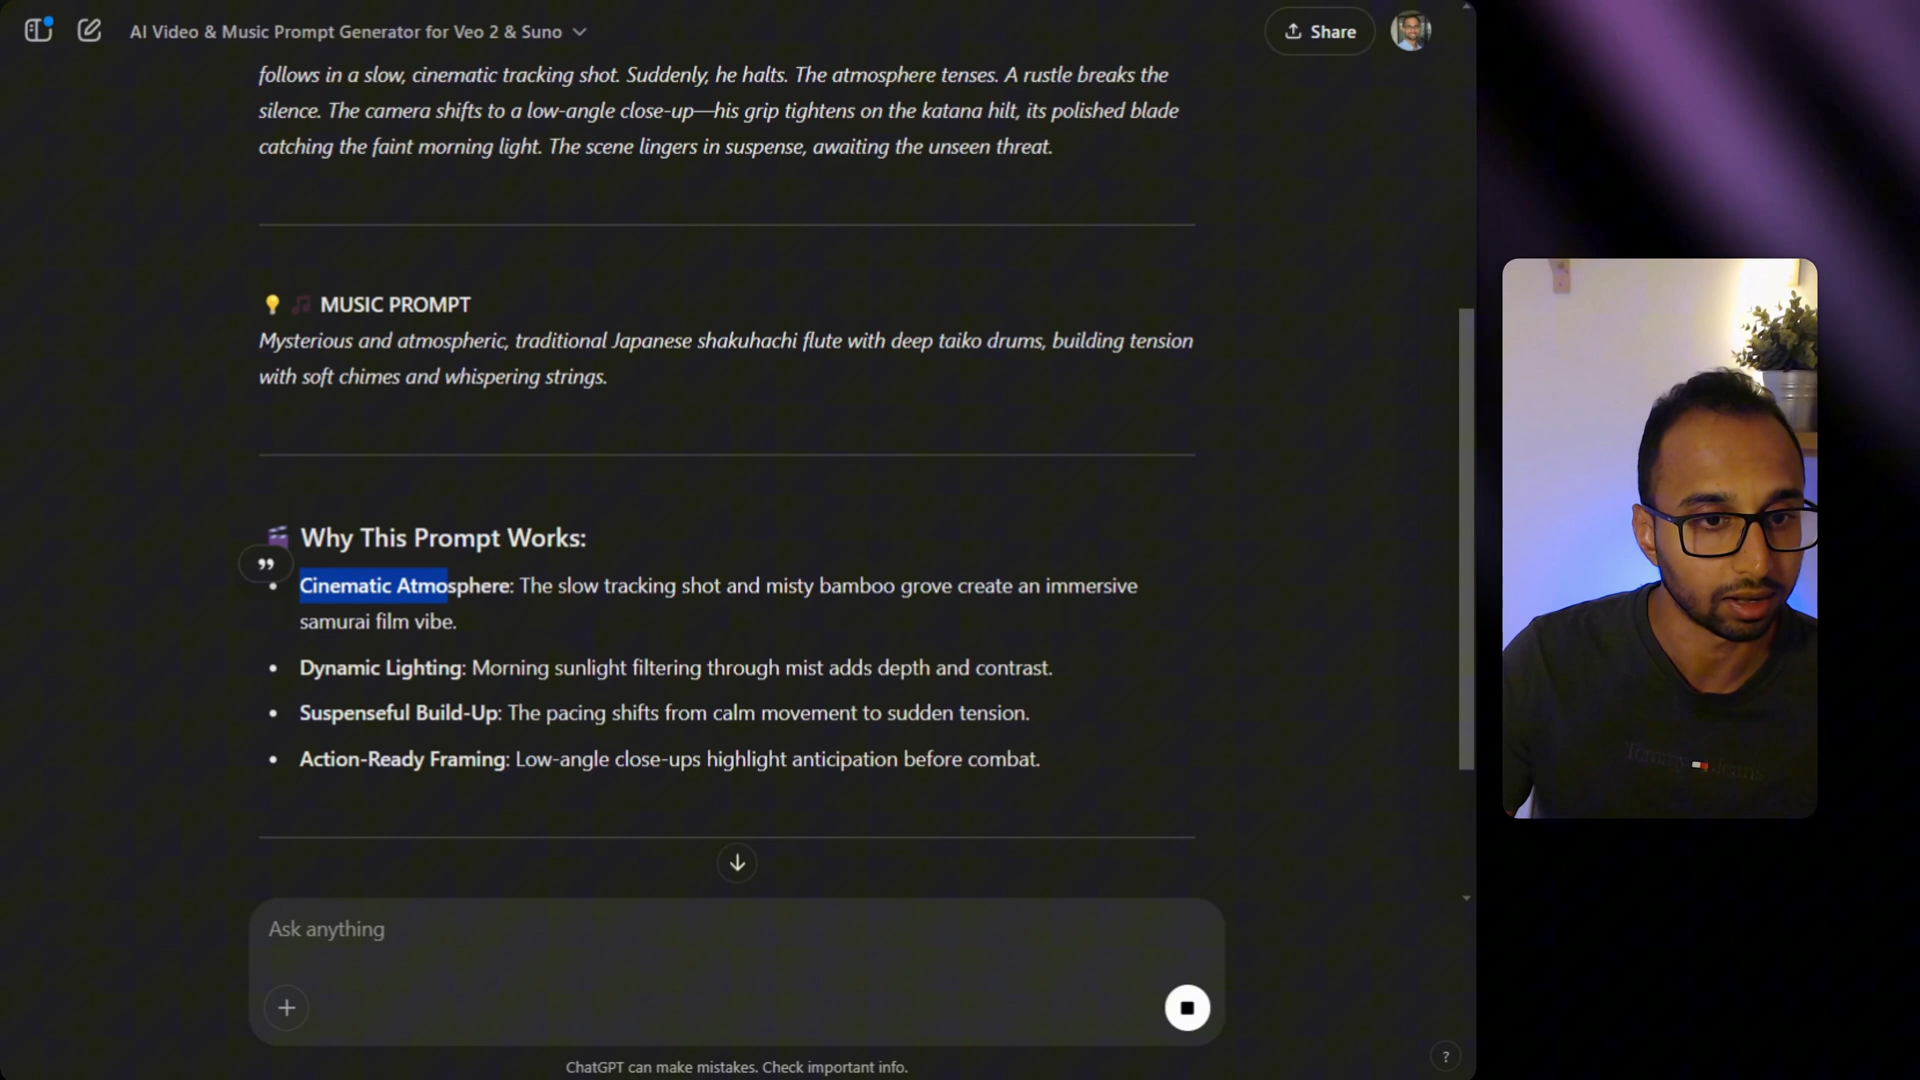 AI Video & Music Prompt Generator for Veo 2 & Suno
Share
follows in a slow, cinematic tracking shot. Suddenly, he halts. The atmosphere tenses. A rustle breaks the
silence. The camera shifts to a low-angle close-up—his grip tightens on the katana hilt, its polished blade
catching the faint morning light. The scene lingers in suspense, awaiting the unseen threat.
MUSIC PROMPT
Mysterious and atmospheric, traditional Japanese shakuhachi flute with deep taiko drums, building tension
with soft chimes and whispering strings.
Why This Prompt Works:
• Cinematic Atmosphere: The slow tracking shot and misty bamboo grove create an immersive
samurai film vibe.
• Dynamic Lighting: Morning sunlight filtering through mist adds depth and contrast.
• Suspenseful Build-Up: The pacing shifts from calm movement to sudden tension.
• Action-Ready Framing: Low-angle close-ups highlight anticipation before combat.
Ask anything
ChatGPT can make mistakes. Check important info.
?
Tommy Jeans